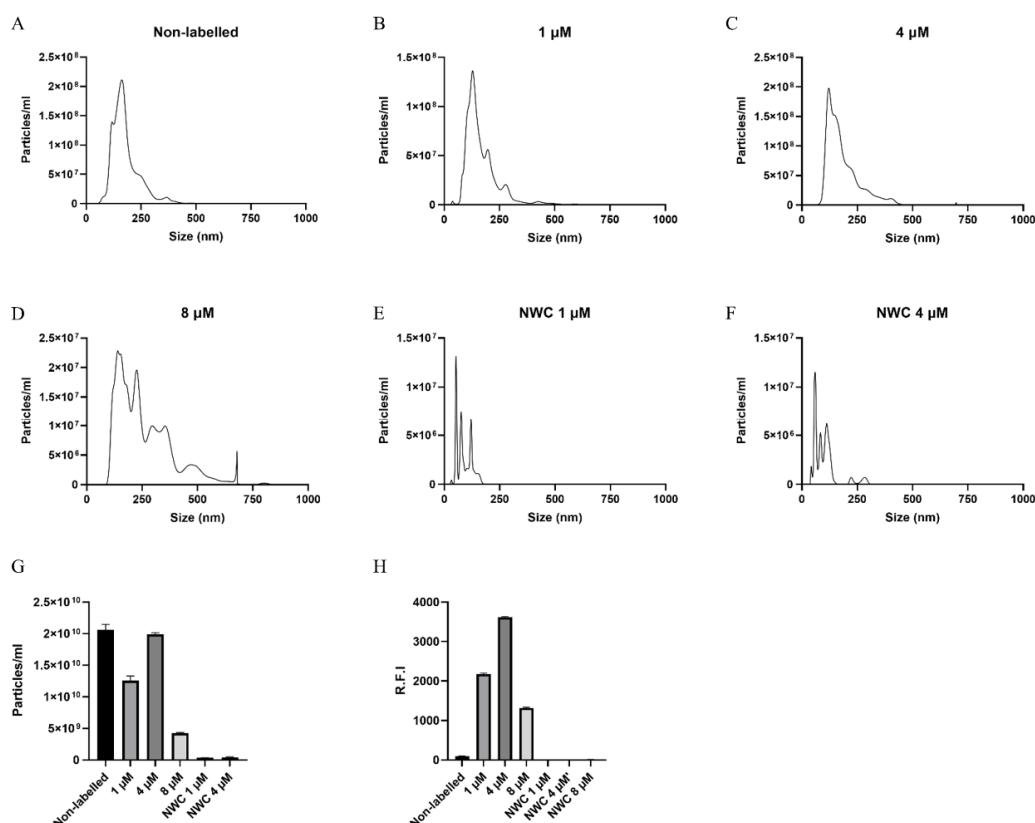 A
Non-labelled
Particles/ml
2.5×10⁸
2×10⁸
1.5×10⁸
1×10⁸
5×10⁷
0
0 250 500 750 1000
Size (nm)
B
1 µM
Particles/ml
1.5×10⁸
1×10⁸
5×10⁷
0
0 250 500 750 1000
Size (nm)
C
4 µM
Particles/ml
2.5×10⁸
2×10⁸
1.5×10⁸
1×10⁸
5×10⁷
0
0 250 500 750 1000
Size (nm)
D
8 µM
Particles/ml
2.5×10⁷
2×10⁷
1.5×10⁷
1×10⁷
5×10⁶
0
0 250 500 750 1000
Size (nm)
E
NWC 1 µM
Particles/ml
1.5×10⁷
1×10⁷
5×10⁶
0
0 250 500 750 1000
Size (nm)
F
NWC 4 µM
Particles/ml
1.5×10⁷
1×10⁷
5×10⁶
0
0 250 500 750 1000
Size (nm)
G
Particles/ml
2.5×10¹⁰
2×10¹⁰
1.5×10¹⁰
1×10¹⁰
5×10⁹
0
Non-labelled
1 µM
4 µM
8 µM
NWC 1 µM
NWC 4 µM
H
R.F.I
4000
3000
2000
1000
0
Non-labelled
1 µM
4 µM
8 µM
NWC 1 µM
NWC 4 µM'
NWC 8 µM